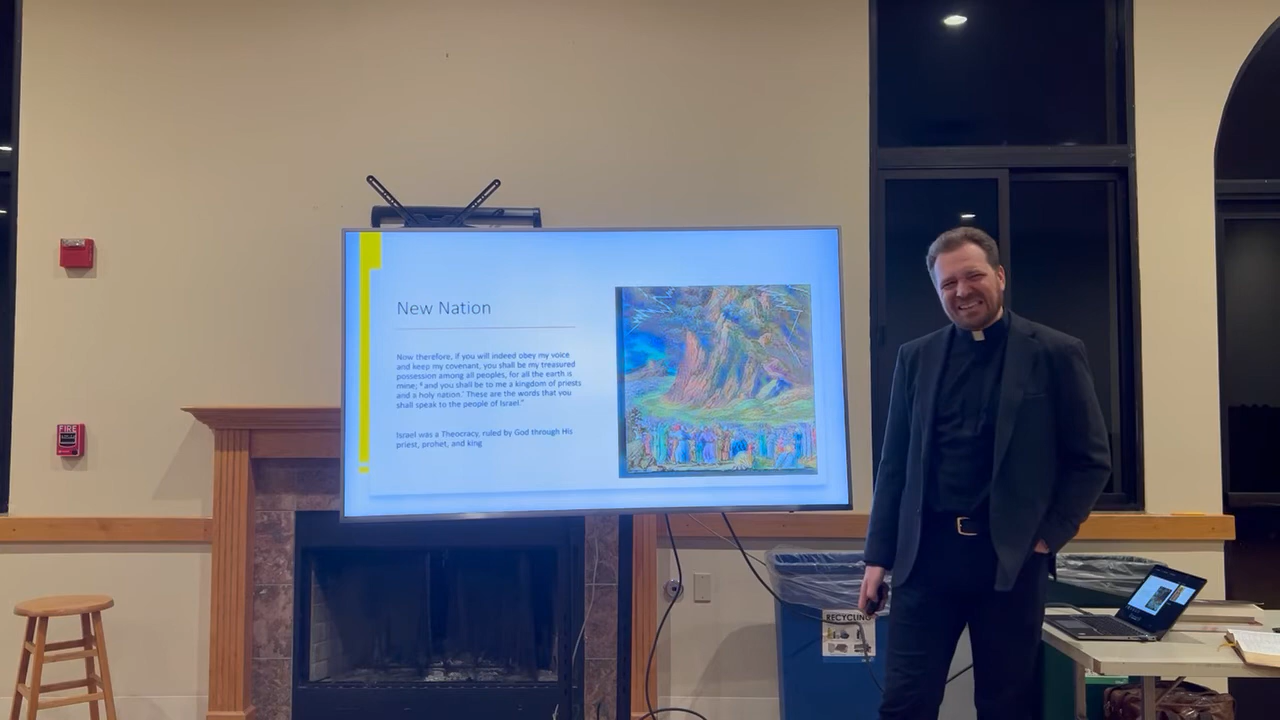 FIRE
FIRE
New Nation
Now therefore, if you will indeed obey my voice
and keep my covenant, you shall be my treasured
possession among all peoples, for all the earth is
mine; ⁶ and you shall be to me a kingdom of priests
and a holy nation.' These are the words that you
shall speak to the people of Israel."
Israel was a Theocracy, ruled by God through His
priest, prohet, and king
RECYCLING